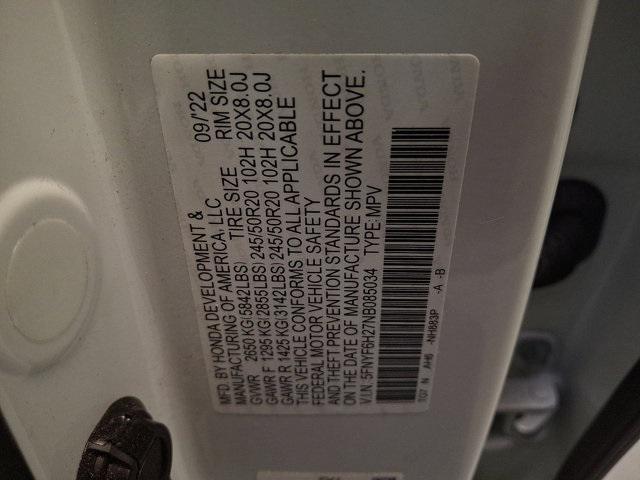 MFD. BY HONDA DEVELOPMENT & 
MANUFACTURING OF AMERICA, LLC 09/'22
GVWR 2650 KG(5842LBS) TIRE SIZE RIM SIZE
GAWR F 1295 KG(2855LBS) 245/50R20 102H 20X8.0J
GAWR R 1425 KG(3142LBS) 245/50R20 102H 20X8.0J
THIS VEHICLE CONFORMS TO ALL APPLICABLE
FEDERAL MOTOR VEHICLE SAFETY
AND THEFT PREVENTION STANDARDS IN EFFECT
ON THE DATE OF MANUFACTURE SHOWN ABOVE.
V.I.N. 5FNYF6H27NB085034 TYPE: MPV
TG7 N AH6 -NH883P -A -B